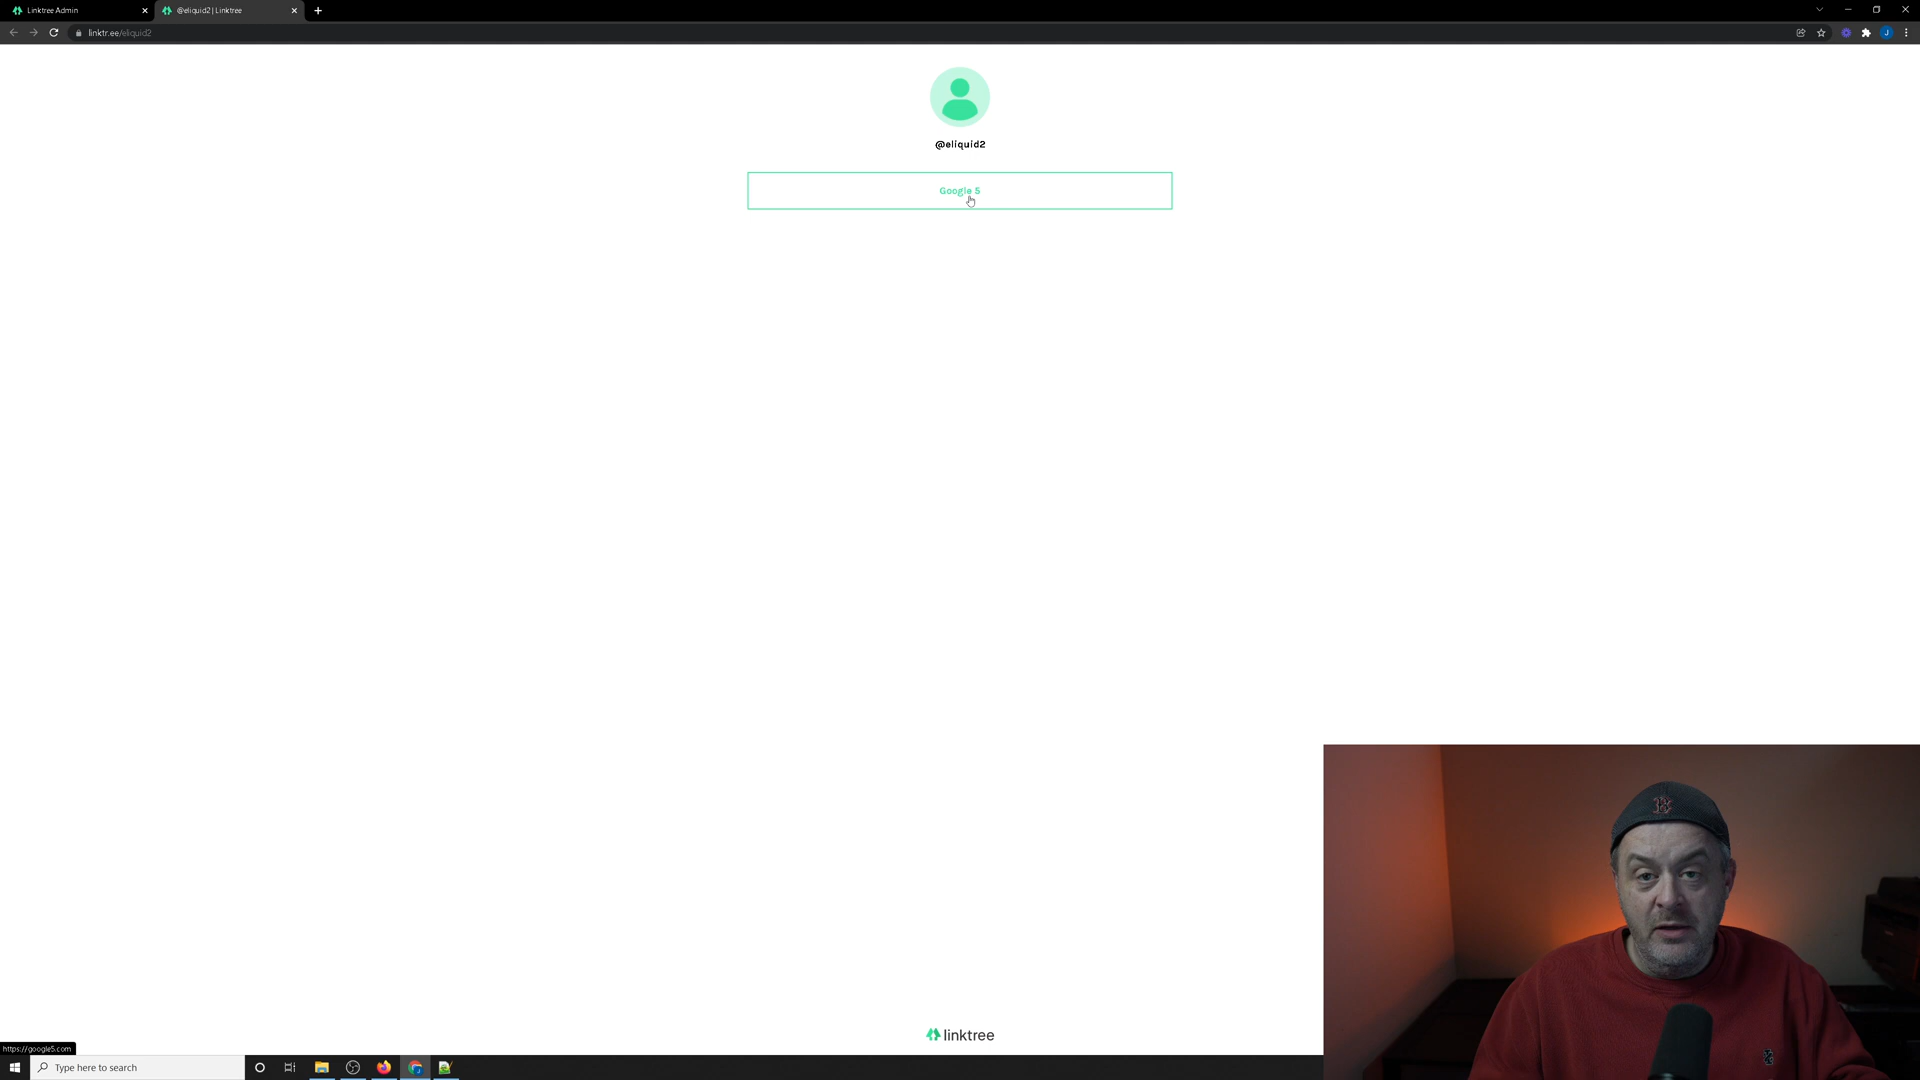 Linktree Admin
@eliquid2 | Linktree
linktr.ee/eliquid2
J
@eliquid2
Google 5
linktree
https://google5.com
Type here to search
B